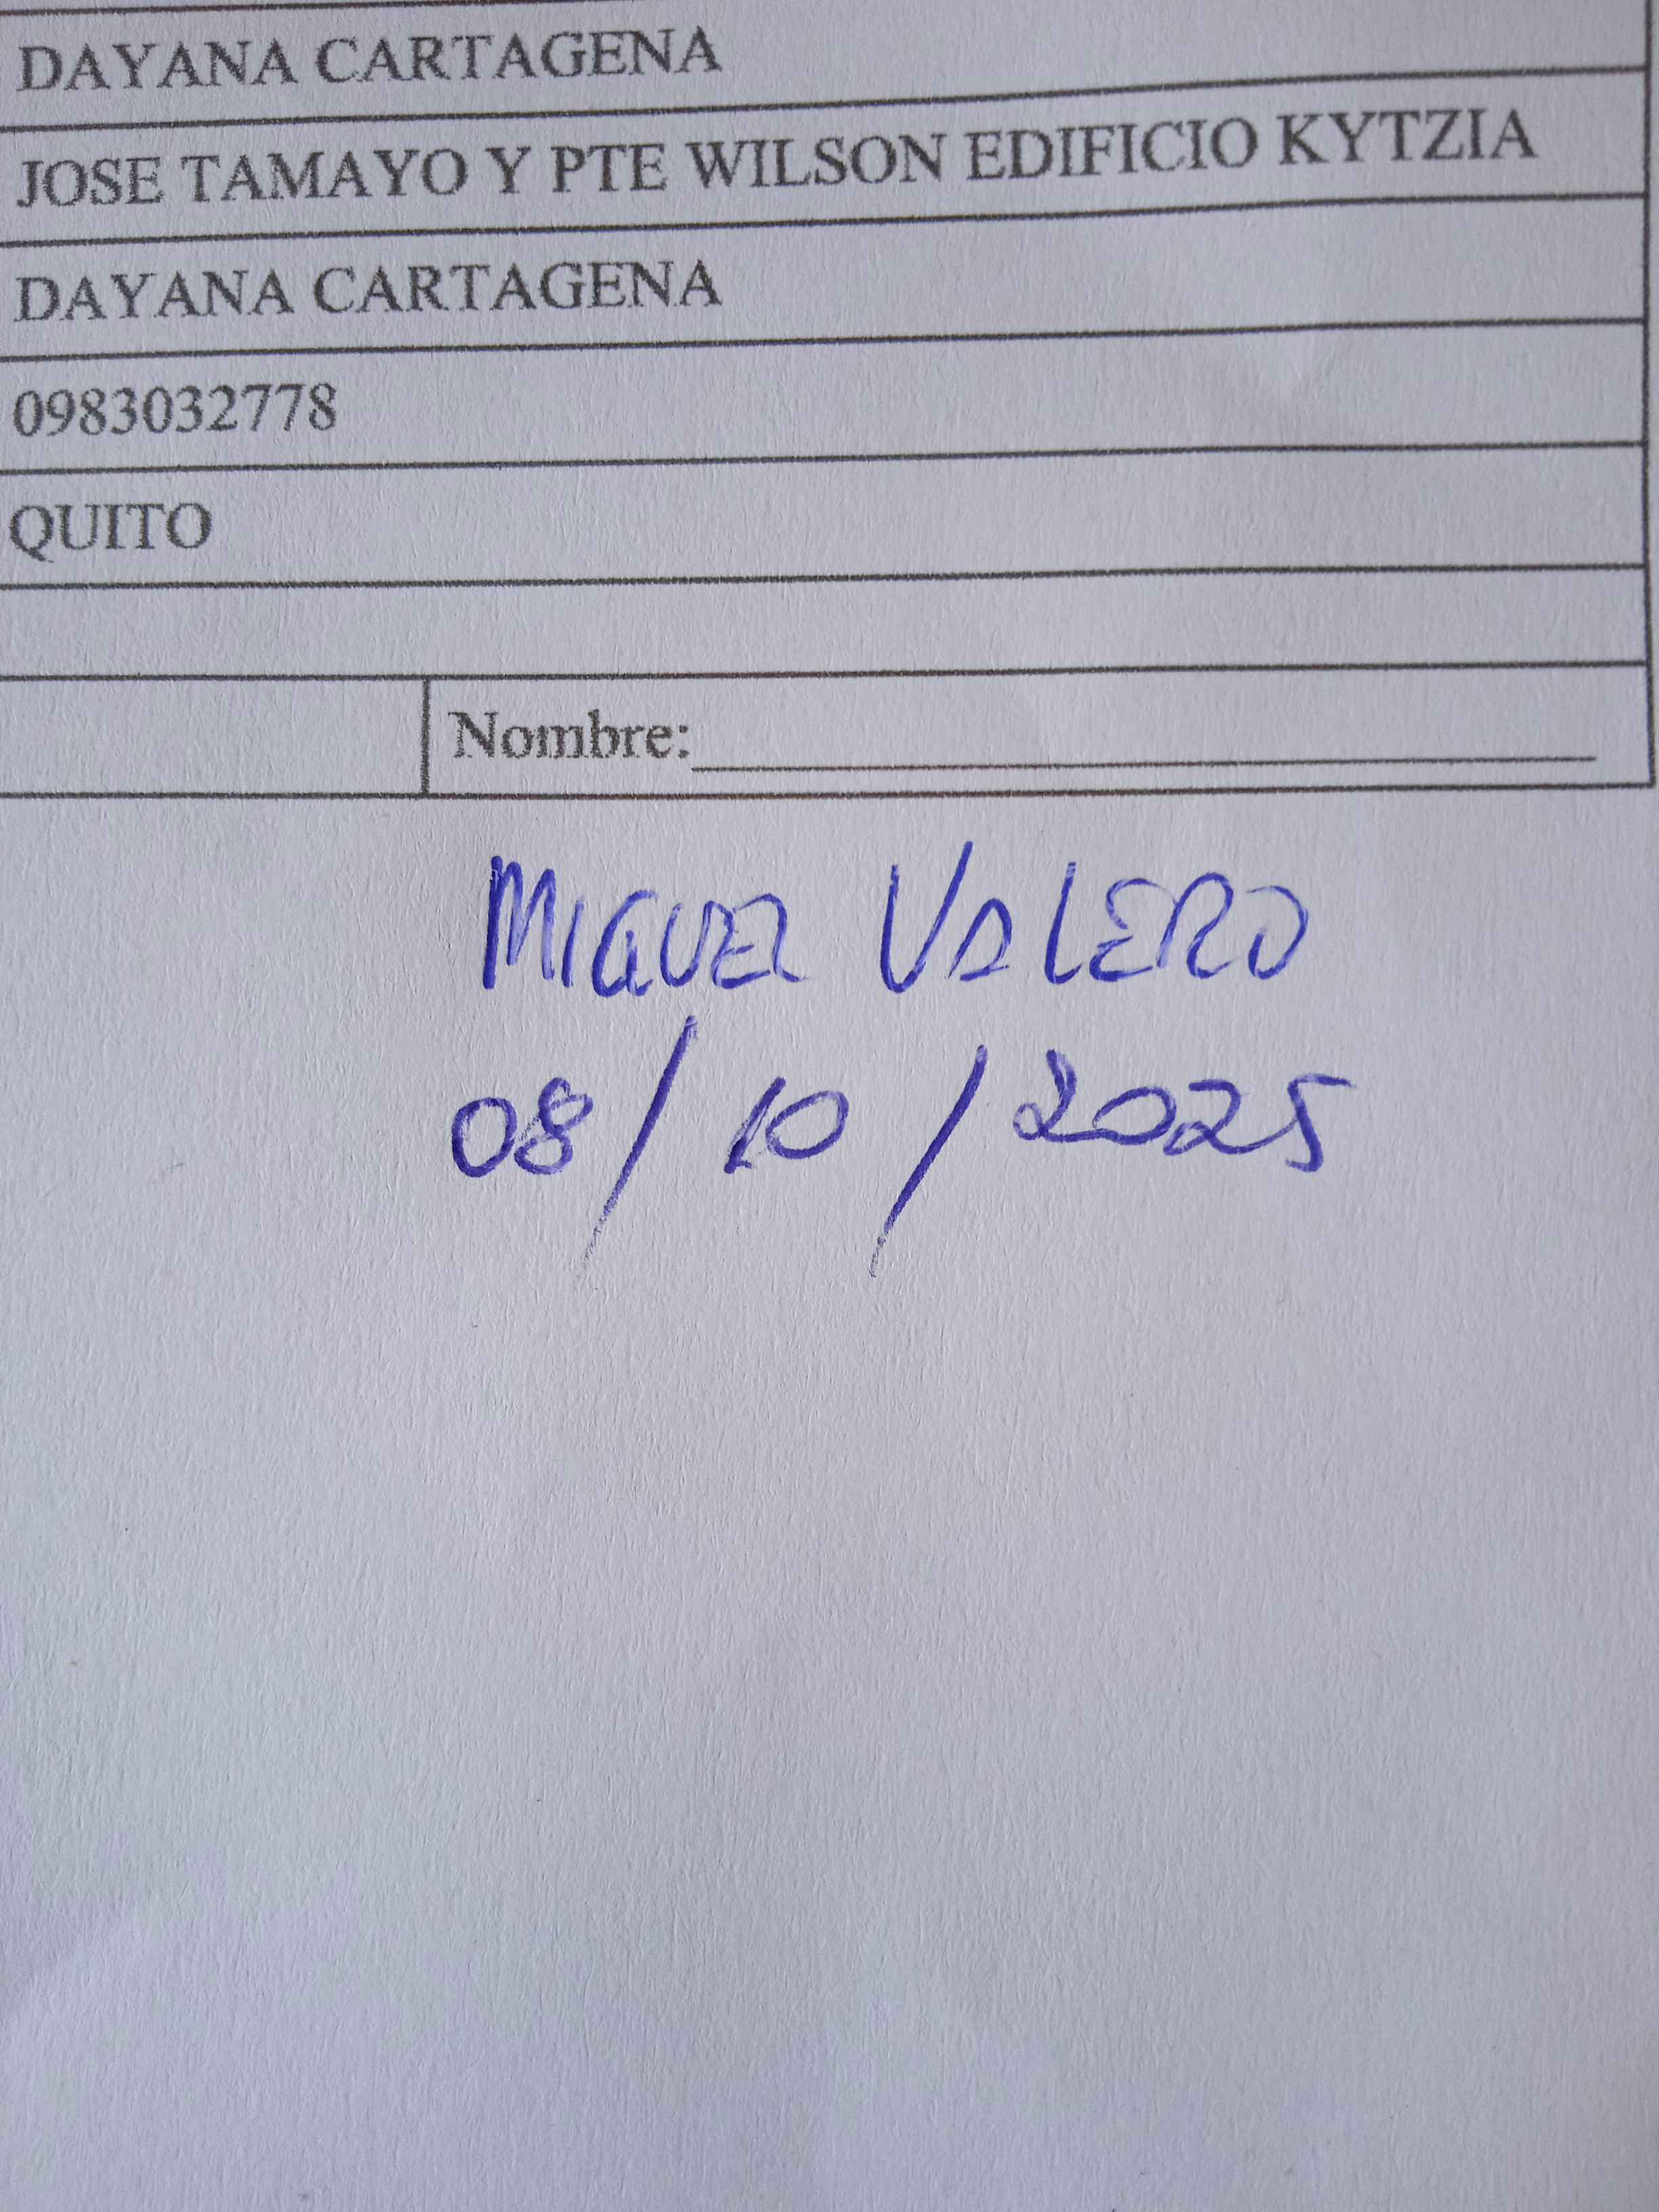 DAYANA CARTAGENA
JOSE TAMAYO Y PTE WILSON EDIFICIO KYTZIA
DAYANA CARTAGENA
0983032778
QUITO
Nombre:
MIGUEL VALERO
08/10/2025